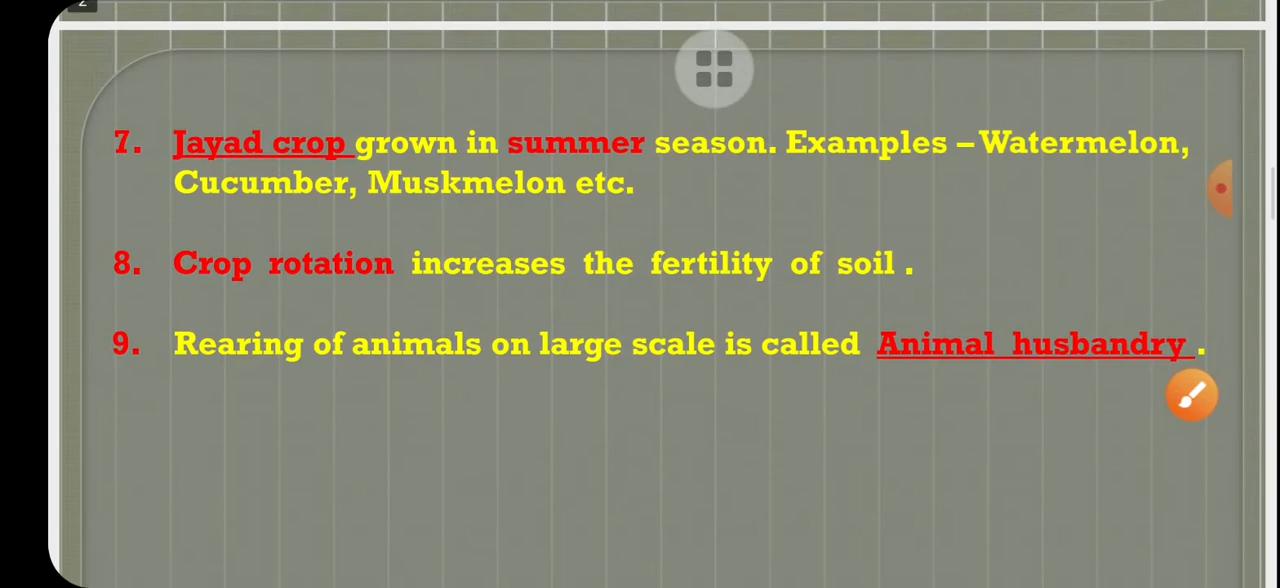 2
7. Jayad crop grown in summer season. Examples – Watermelon,
Cucumber, Muskmelon etc.
8. Crop rotation increases the fertility of soil .
9. Rearing of animals on large scale is called Animal husbandry .